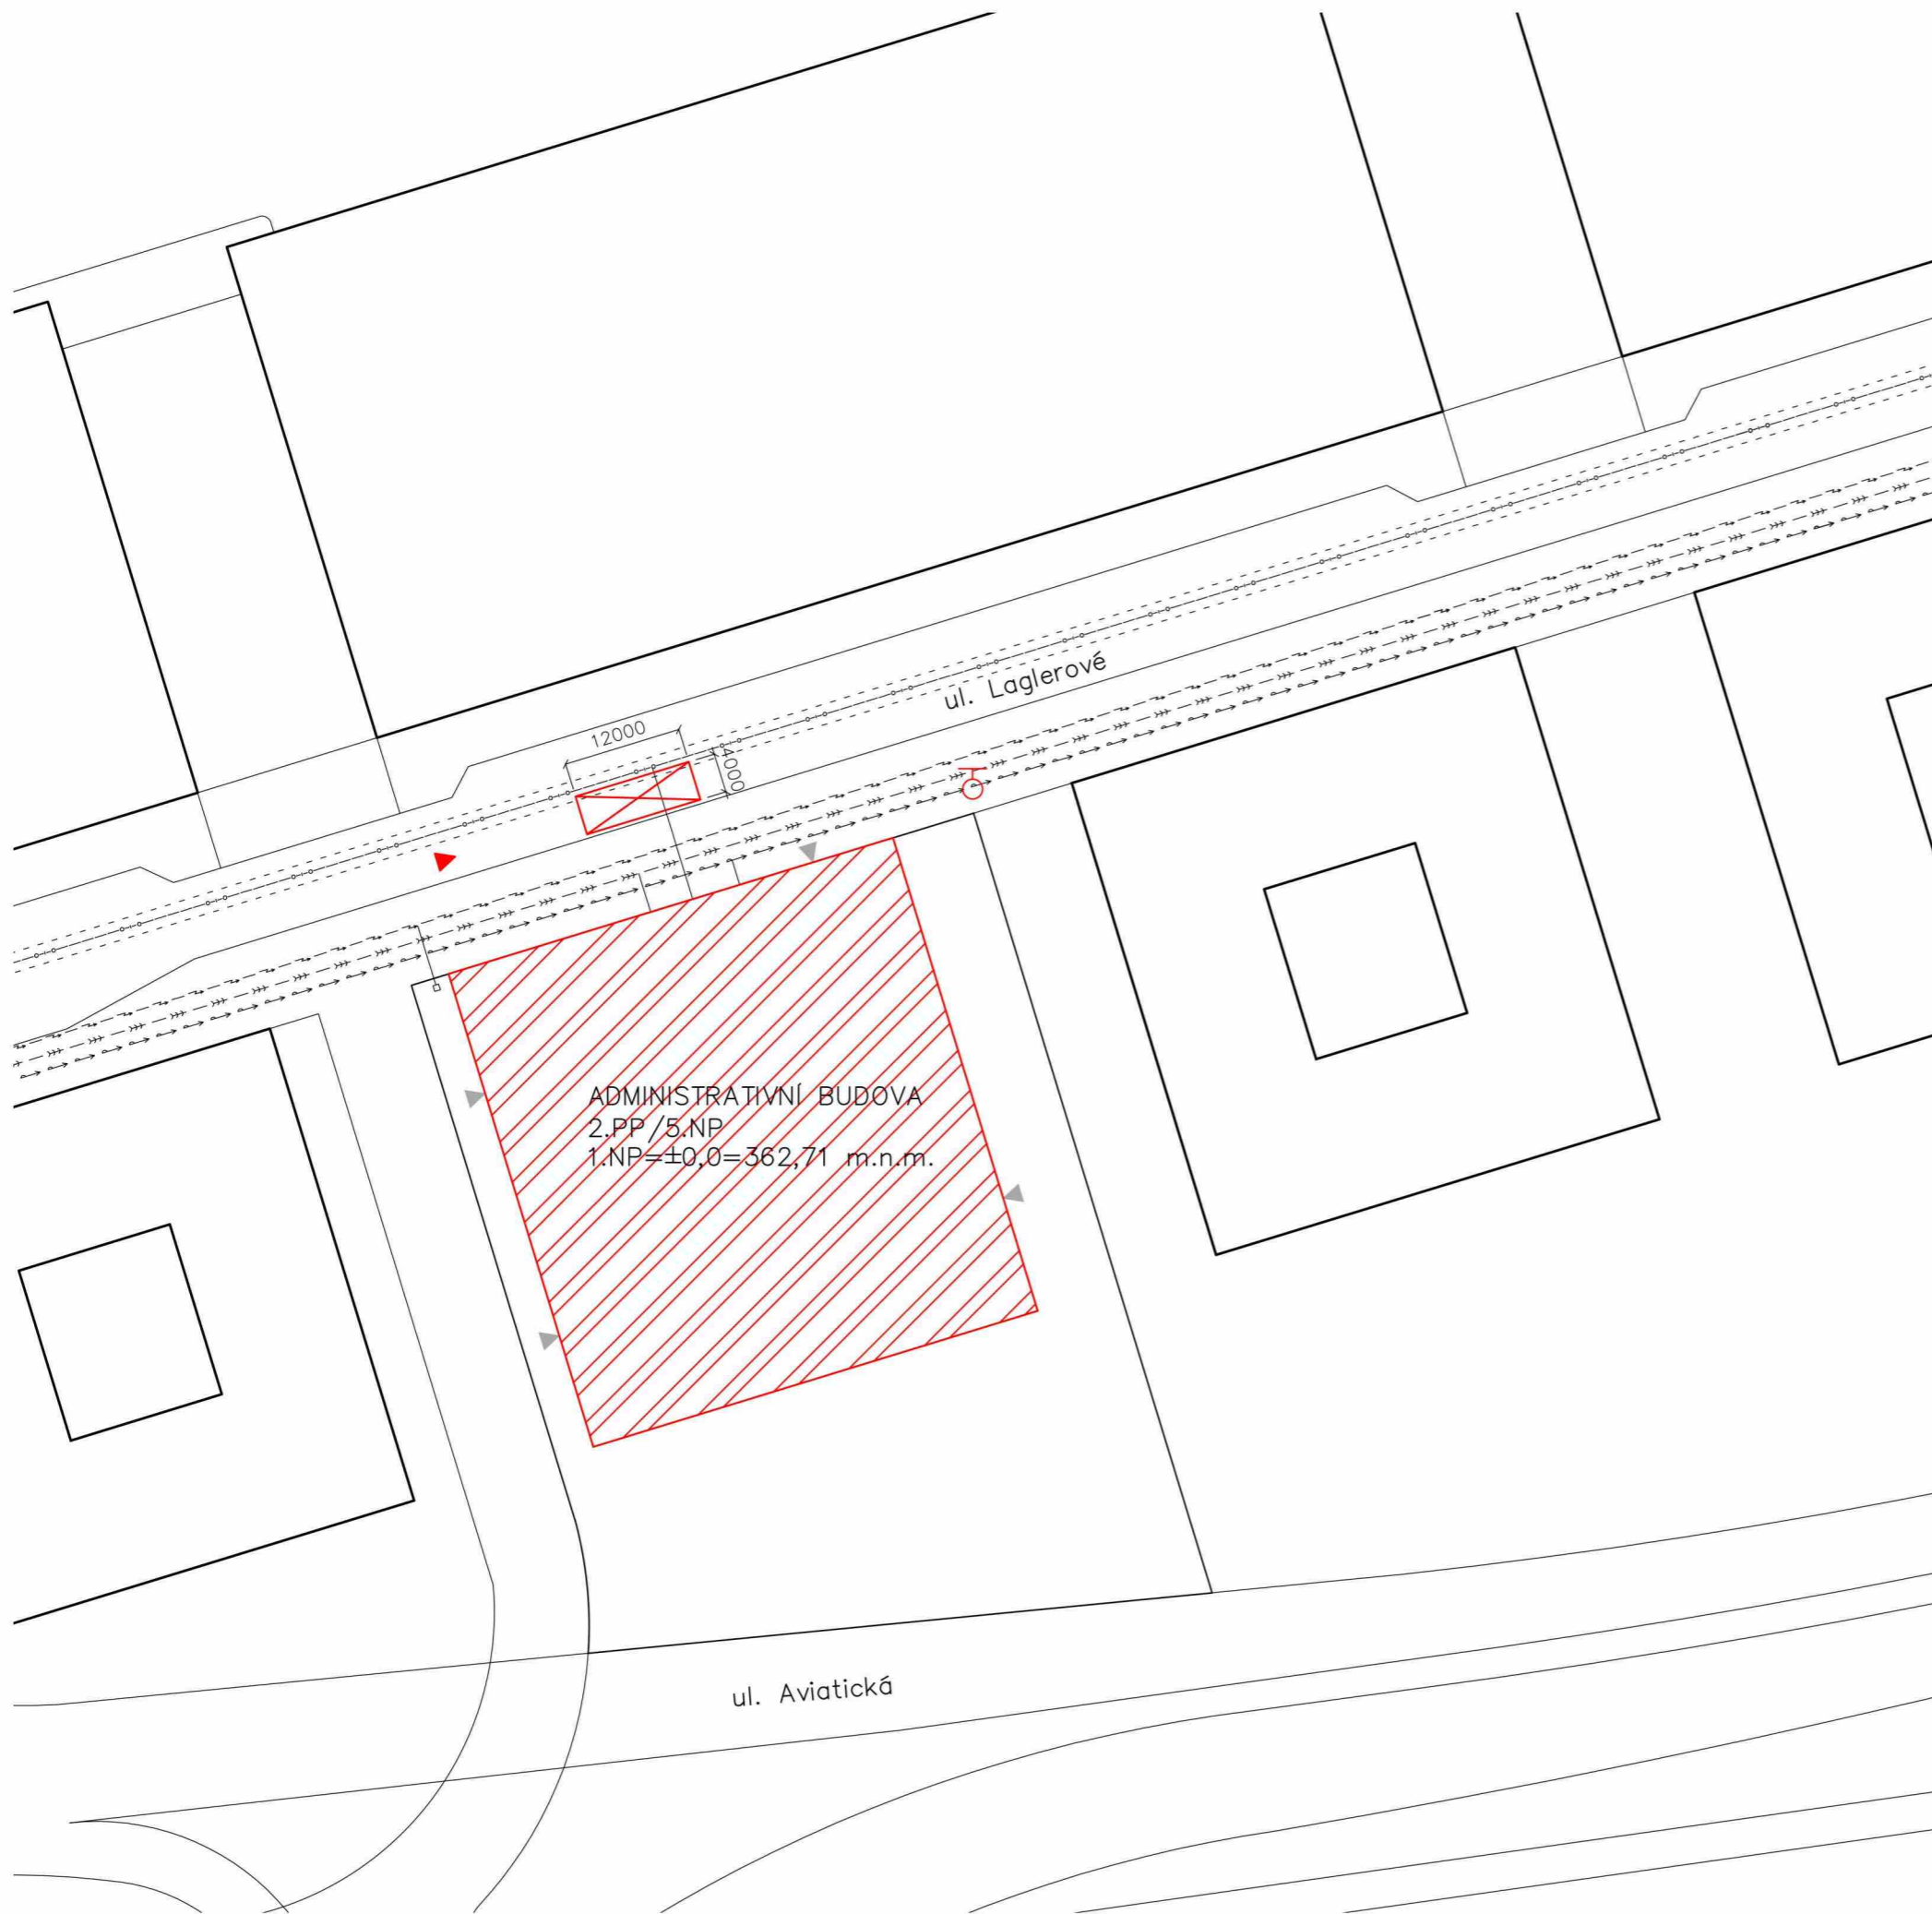 ul. Laglerové
12000
4000
ADMINISTRATIVNÍ BUDOVA
2.PP/5.NP
1.NP=±0,0=362,71 m.n.m.
ul. Aviatická